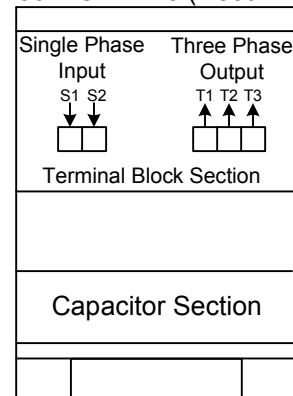 Single Phase Three Phase
Input Output
S1 S2 T1 T2 T3
Terminal Block Section
Capacitor Section